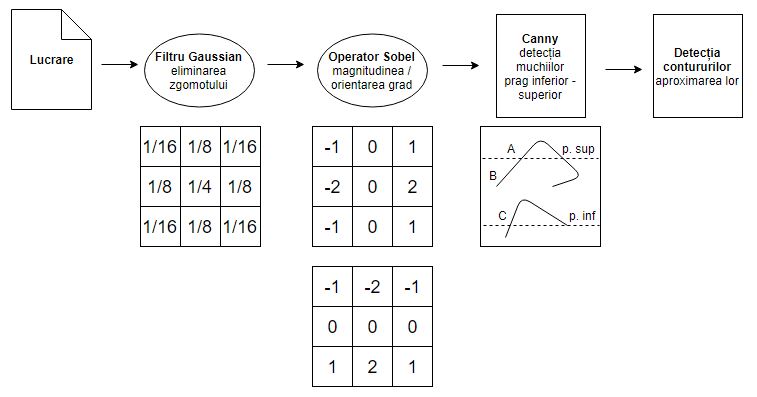 Lucrare
Filtru Gaussian
eliminarea
zgomotului
Operator Sobel
magnitudinea /
orientarea grad
Canny
detecția
muchiilor
prag inferior -
superior
Detecția
contururilor
aproximarea lor
1/16 1/8 1/16
1/8 1/4 1/8
1/16 1/8 1/16
-1 0 1
-2 0 2
-1 0 1
A p. sup
B
C p. inf
-1 -2 -1
0 0 0
1 2 1